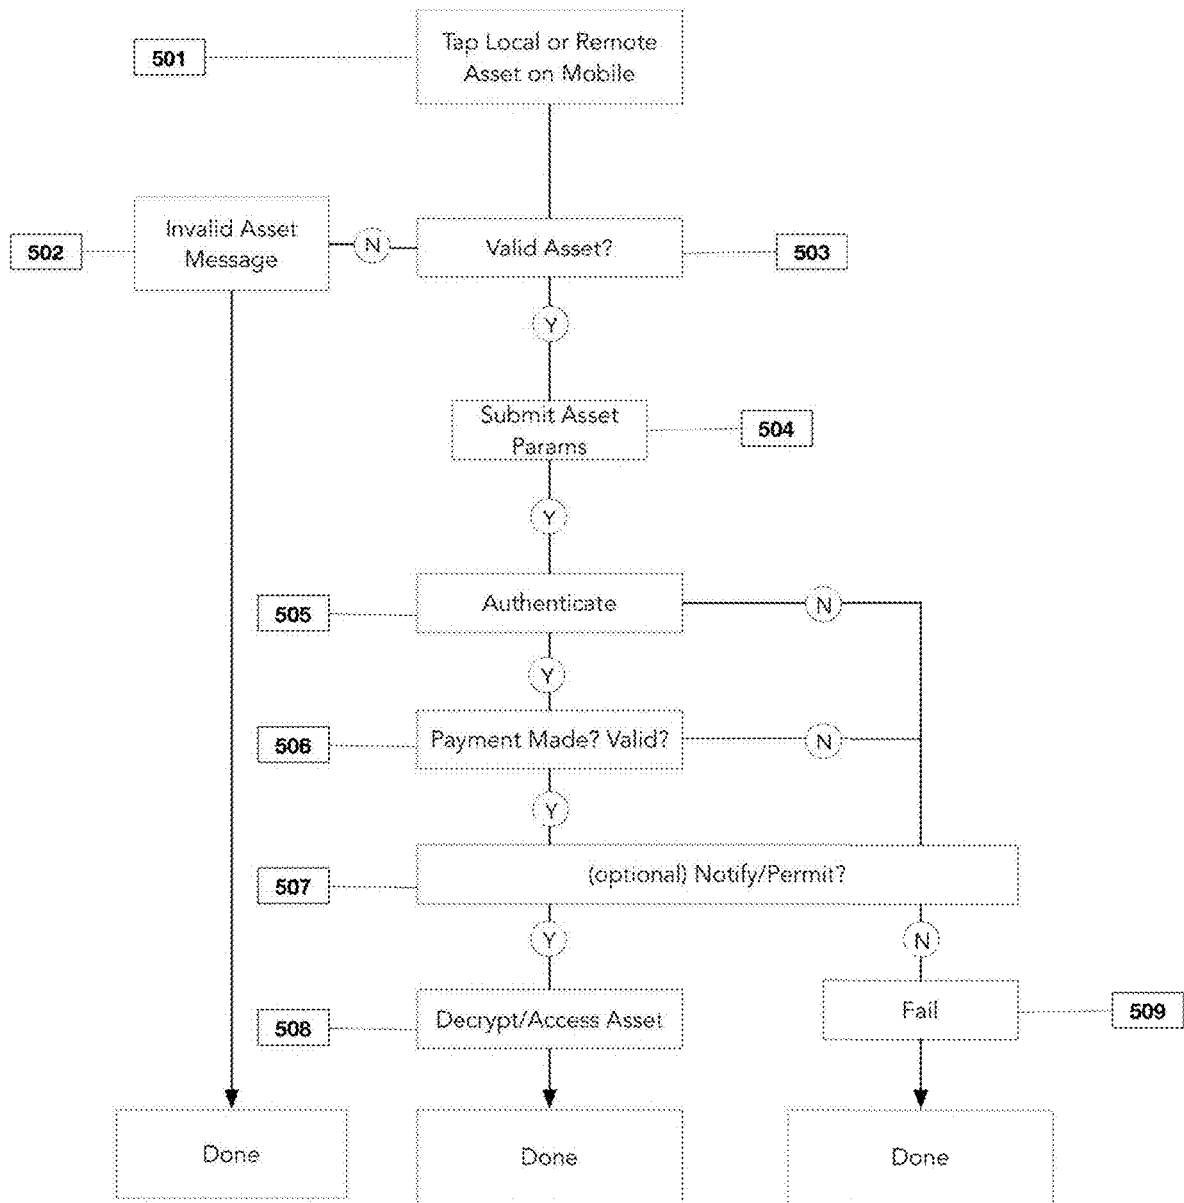 501
Tap Local or Remote
Asset on Mobile
502
Invalid Asset
Message
N
Valid Asset?
503
Y
Submit Asset
Params
504
Y
505
Authenticate
N
Y
506
Payment Made? Valid?
N
Y
507
(optional) Notify/Permit?
Y
N
508
Decrypt/Access Asset
Fail
509
Done
Done
Done